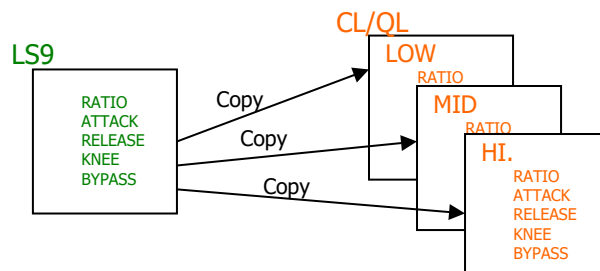 LS9
RATIO
ATTACK
RELEASE
KNEE
BYPASS
Copy
Copy
Copy
CL/QL
LOW
RATIO
MID
RATIO
HI.
RATIO
ATTACK
RELEASE
KNEE
BYPASS